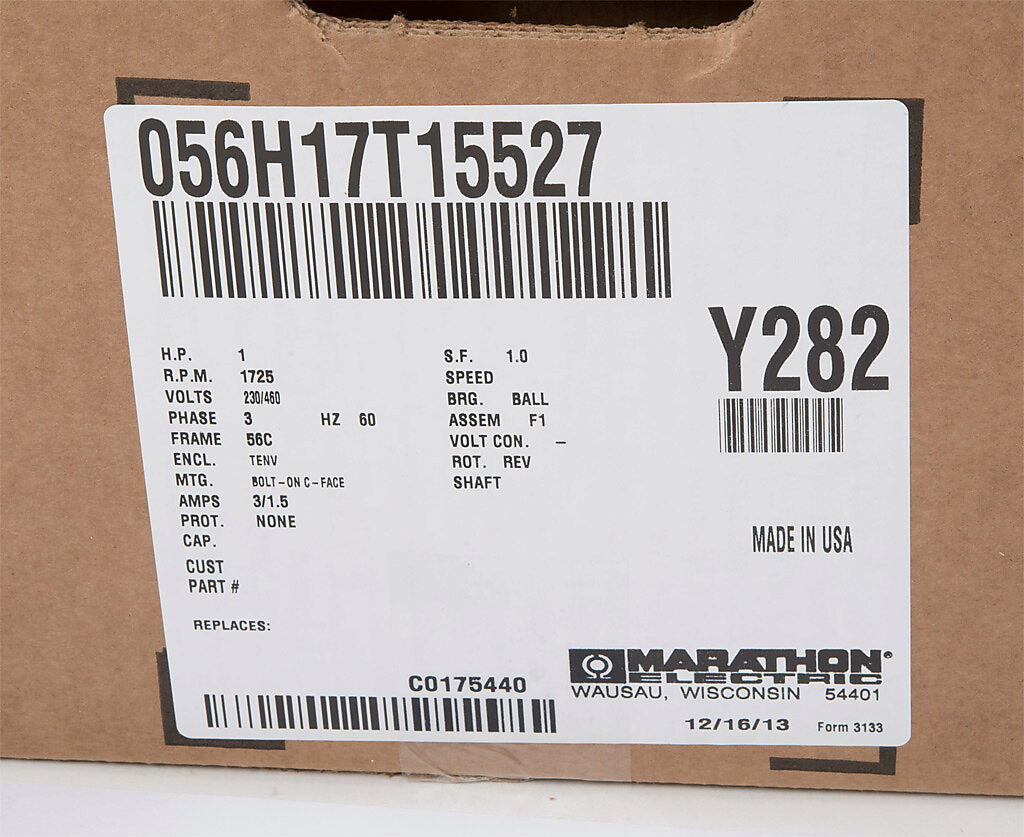 056H17T15527
Y282
H.P. 1
R.P.M. 1725
VOLTS 230/460
PHASE 3 HZ 60
FRAME 56C
ENCL. TENV
MTG. BOLT-ON C-FACE
AMPS 3/1.5
PROT. NONE
CAP.
CUST
PART #
REPLACES:
S.F. 1.0
SPEED
BRG. BALL
ASSEM F1
VOLT CON. –
ROT. REV
SHAFT
MADE IN USA
C0175440
MARATHON®
ELECTRIC
WAUSAU, WISCONSIN 54401
12/16/13 Form 3133